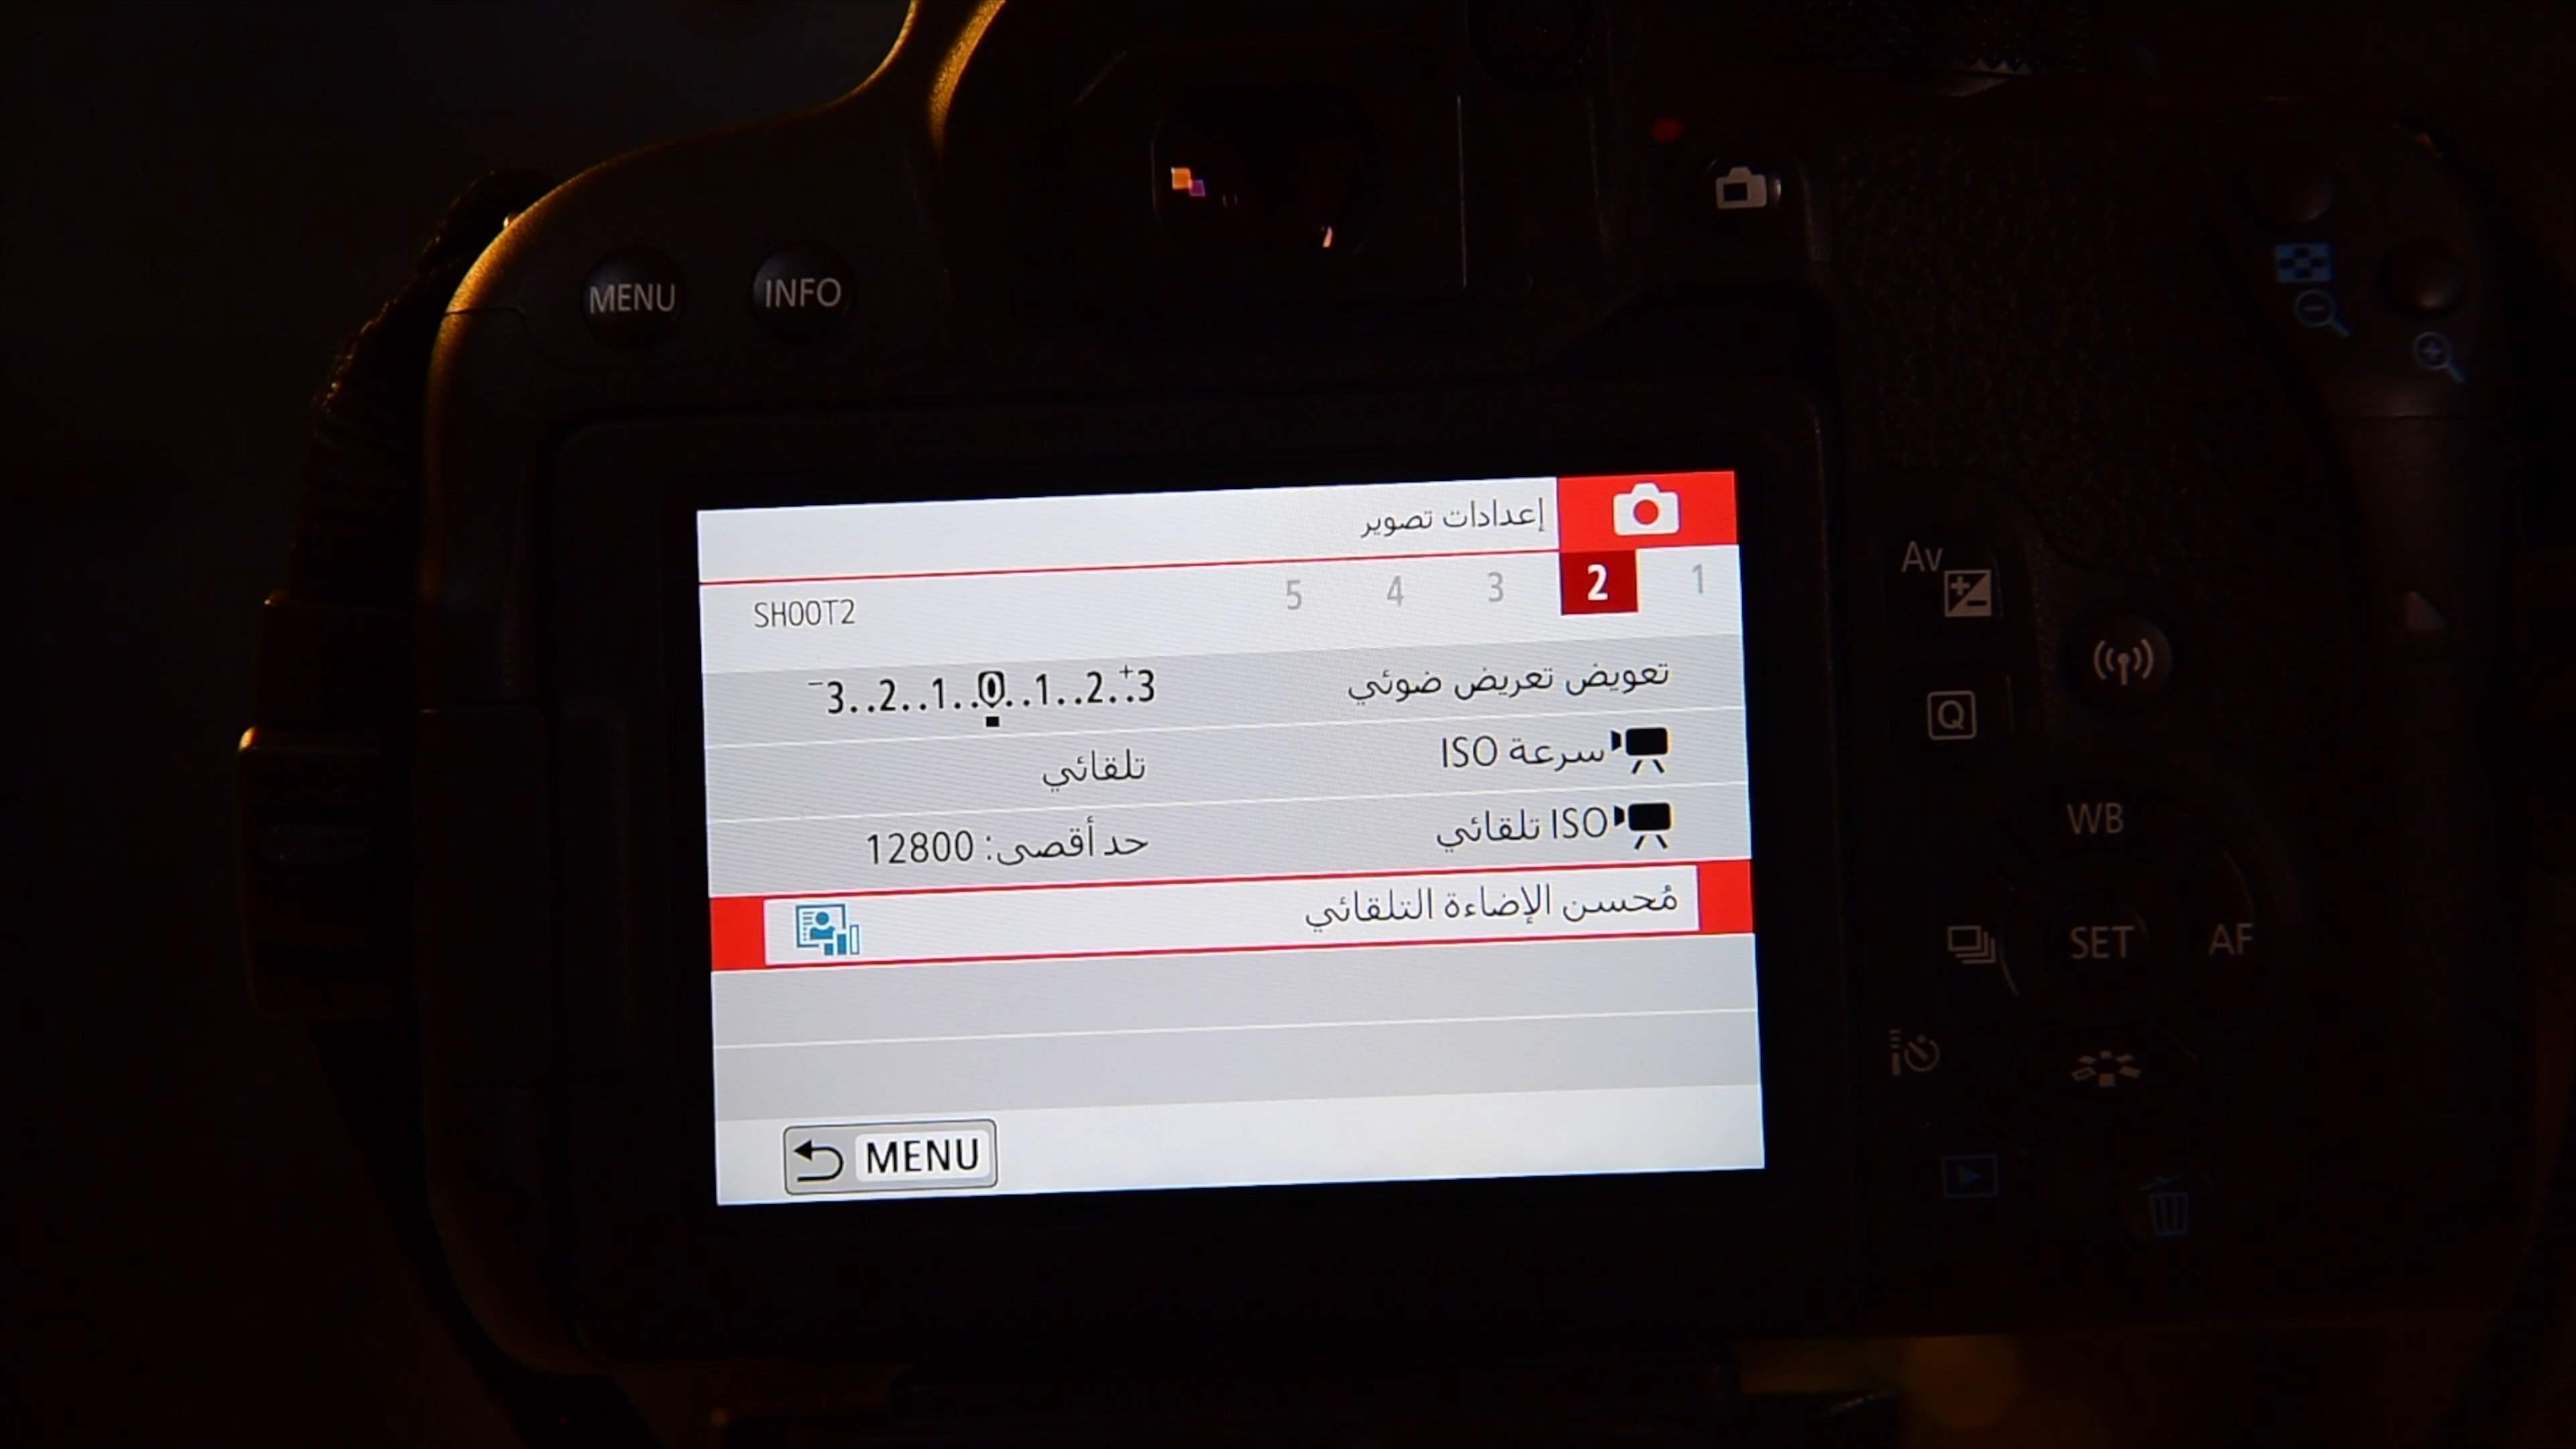 MENU INFO
إعدادات تصوير
1 2 3 4 5
SHOOT2
تعويض تعريض ضوئي -3..2..1..0..1..2..+3
سرعة ISO تلقائي
ISO تلقائي حد أقصى: 12800
مُحسن الإضاءة التلقائي
MENU
Av
Q
WB
SET AF